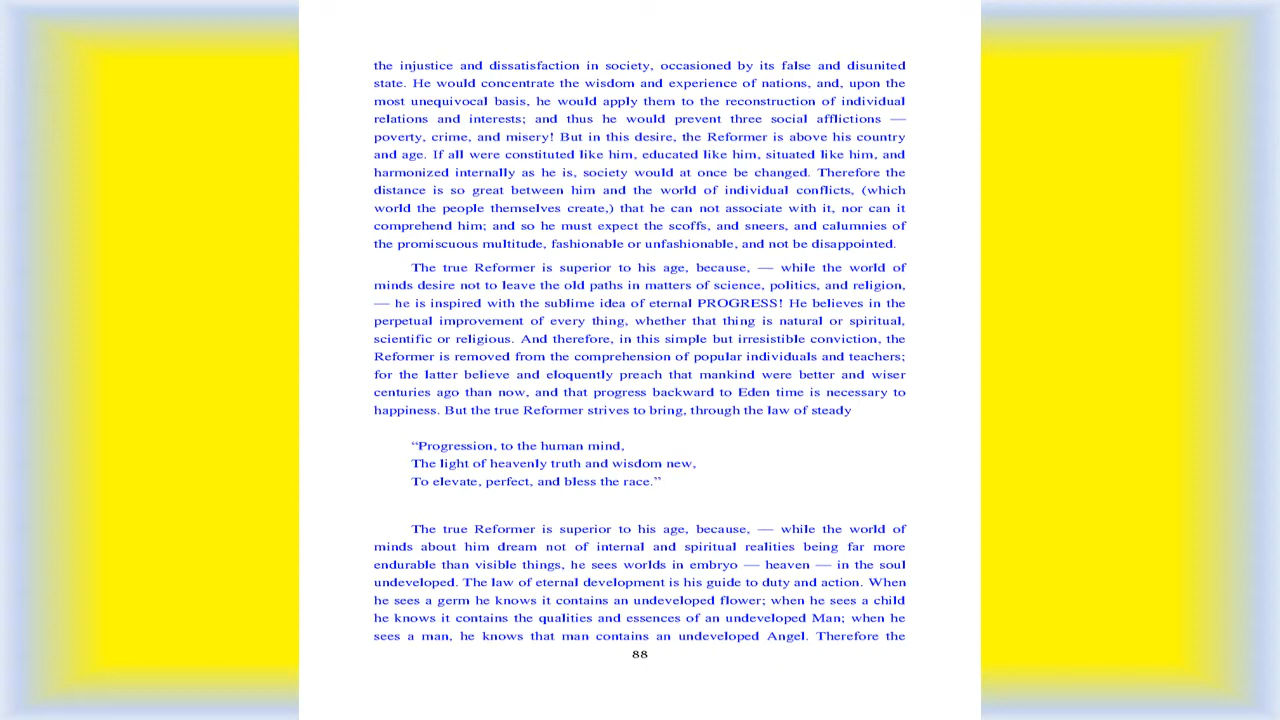 the injustice and dissatisfaction in society, occasioned by its false and disunited
state. He would concentrate the wisdom and experience of nations, and, upon the
most unequivocal basis, he would apply them to the reconstruction of individual
relations and interests; and thus he would prevent three social afflictions —
poverty, crime, and misery! But in this desire, the Reformer is above his country
and age. If all were constituted like him, educated like him, situated like him, and
harmonized internally as he is, society would at once be changed. Therefore the
distance is so great between him and the world of individual conflicts, (which
world the people themselves create,) that he can not associate with it, nor can it
comprehend him; and so he must expect the scoffs, and sneers, and calumnies of
the promiscuous multitude, fashionable or unfashionable, and not be disappointed.
The true Reformer is superior to his age, because, — while the world of
minds desire not to leave the old paths in matters of science, politics, and religion,
— he is inspired with the sublime idea of eternal PROGRESS! He believes in the
perpetual improvement of every thing, whether that thing is natural or spiritual,
scientific or religious. And therefore, in this simple but irresistible conviction, the
Reformer is removed from the comprehension of popular individuals and teachers;
for the latter believe and eloquently preach that mankind were better and wiser
centuries ago than now, and that progress backward to Eden time is necessary to
happiness. But the true Reformer strives to bring, through the law of steady
“Progression, to the human mind,
The light of heavenly truth and wisdom new,
To elevate, perfect, and bless the race.”
The true Reformer is superior to his age, because, — while the world of
minds about him dream not of internal and spiritual realities being far more
endurable than visible things, he sees worlds in embryo — heaven — in the soul
undeveloped. The law of eternal development is his guide to duty and action. When
he sees a germ he knows it contains an undeveloped flower; when he sees a child
he knows it contains the qualities and essences of an undeveloped Man; when he
sees a man, he knows that man contains an undeveloped Angel. Therefore the
88